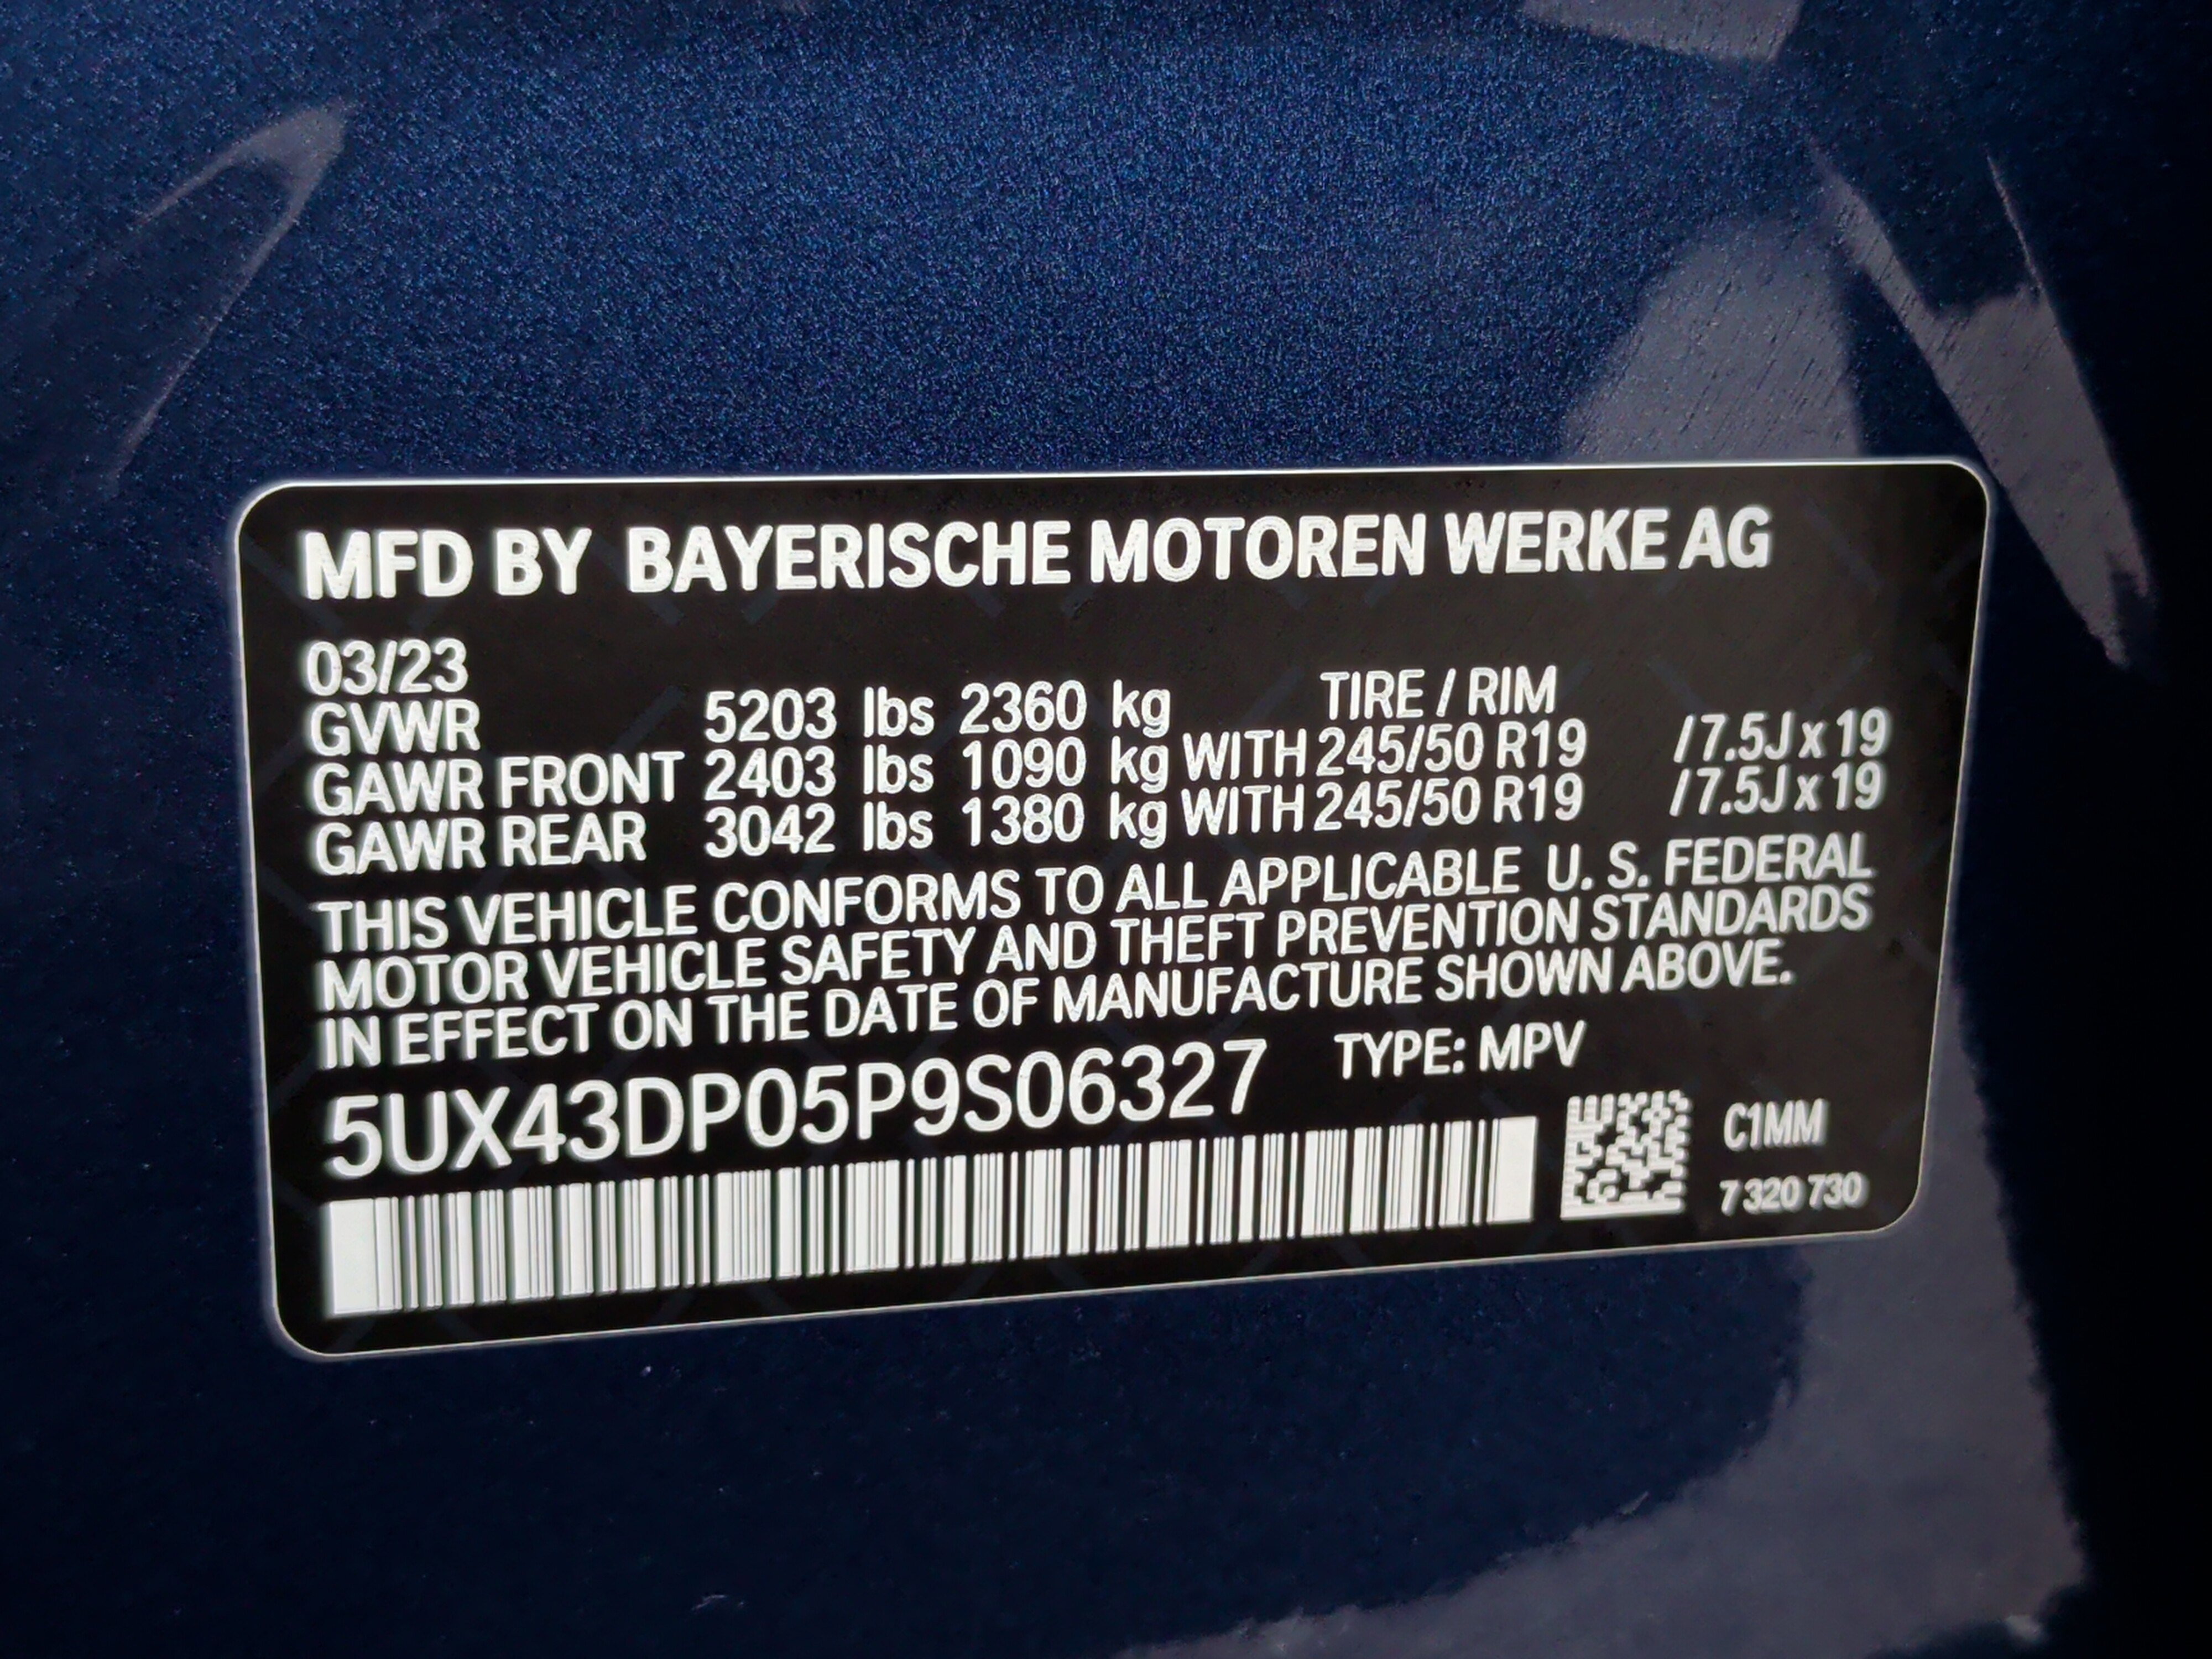 MFD BY BAYERISCHE MOTOREN WERKE AG
03/23
TIRE / RIM
GVWR 5203 lbs 2360 kg
GAWR FRONT 2403 lbs 1090 kg WITH 245/50 R19 /7.5J x 19
GAWR REAR 3042 lbs 1380 kg WITH 245/50 R19 /7.5J x 19
THIS VEHICLE CONFORMS TO ALL APPLICABLE U. S. FEDERAL
MOTOR VEHICLE SAFETY AND THEFT PREVENTION STANDARDS
IN EFFECT ON THE DATE OF MANUFACTURE SHOWN ABOVE.
5UX43DP05P9S06327 TYPE: MPV
C1MM
7 320 730